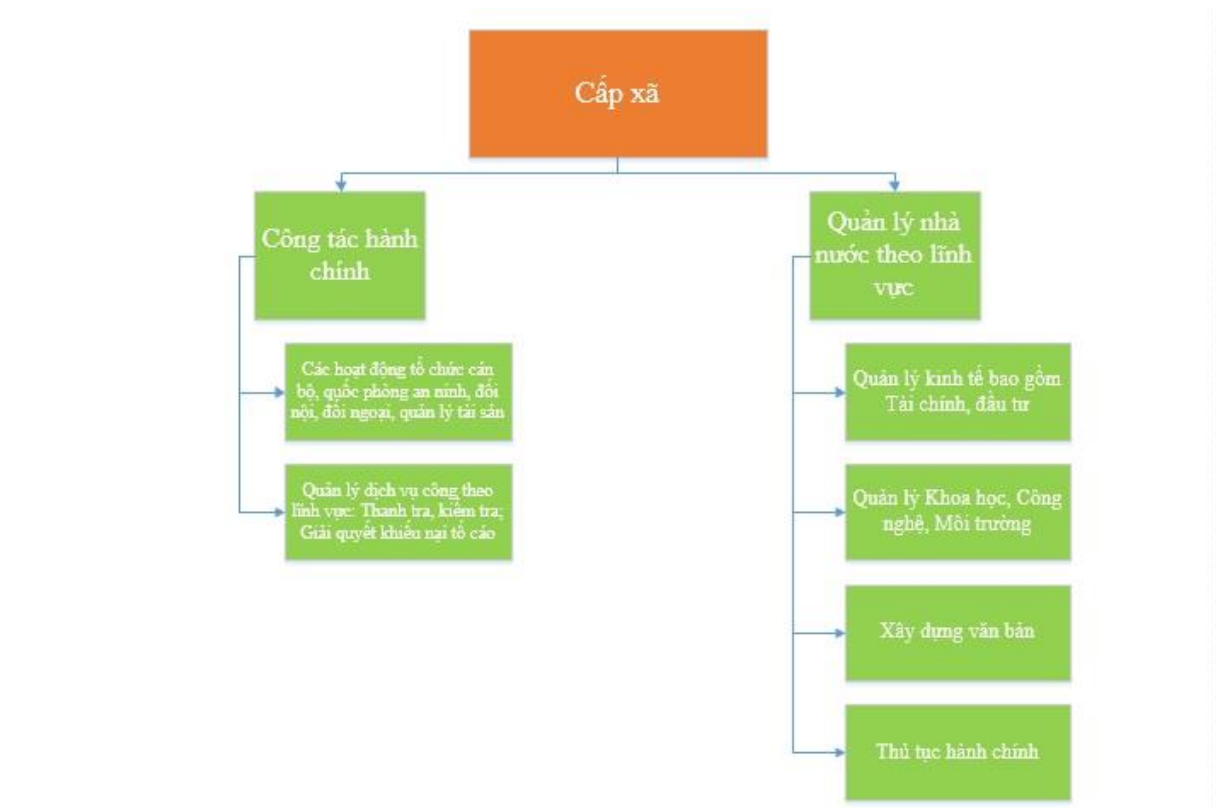 Cấp xã
Công tác hành
chính
Các hoạt động tổ chức cán
bộ, quốc phòng an ninh, đối
nội, đối ngoại, quản lý tài sản
Quản lý dịch vụ công theo
lĩnh vực: Thanh tra, kiểm tra;
Giải quyết khiếu nại tố cáo
Quản lý nhà
nước theo lĩnh
vực
Quản lý kinh tế bao gồm
Tài chính, đầu tư
Quản lý Khoa học, Công
nghệ, Môi trường
Xây dựng văn bản
Thủ tục hành chính